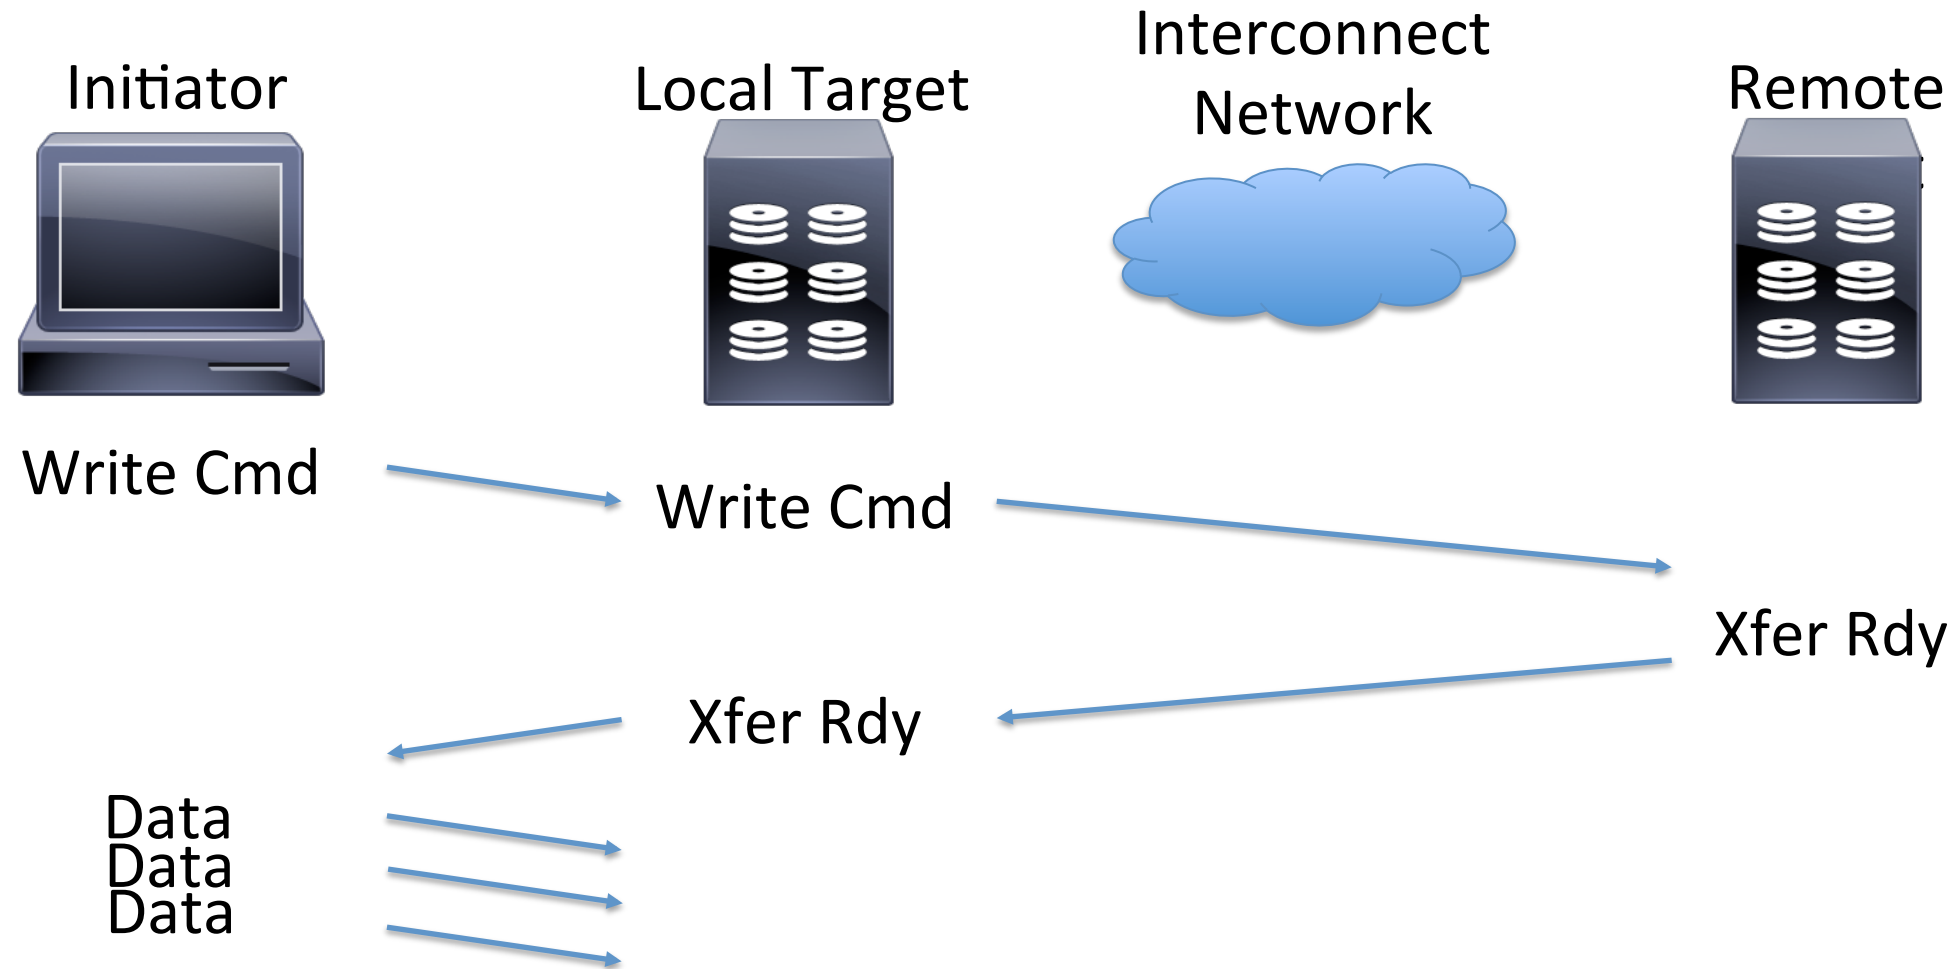 Initiator
Local Target
Interconnect
Network
Remote
Write Cmd
Write Cmd
Xfer Rdy
Xfer Rdy
Data
Data
Data